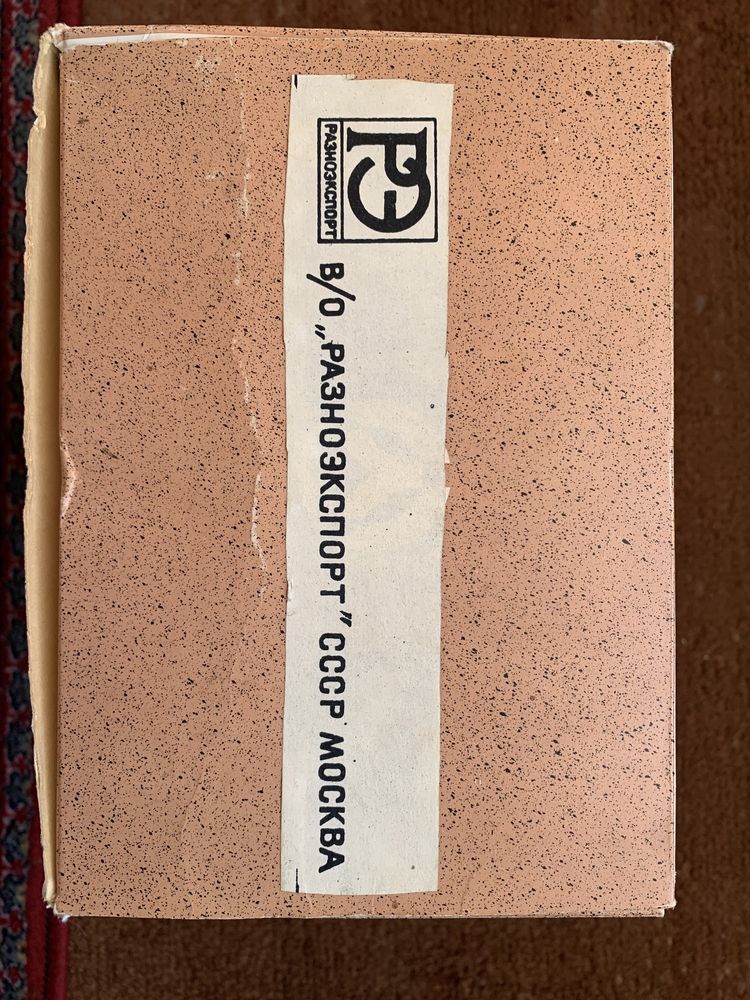 РЭ
РАЗНОЭКСПОРТ
В/О „РАЗНОЭКСПОРТ" СССР МОСКВА